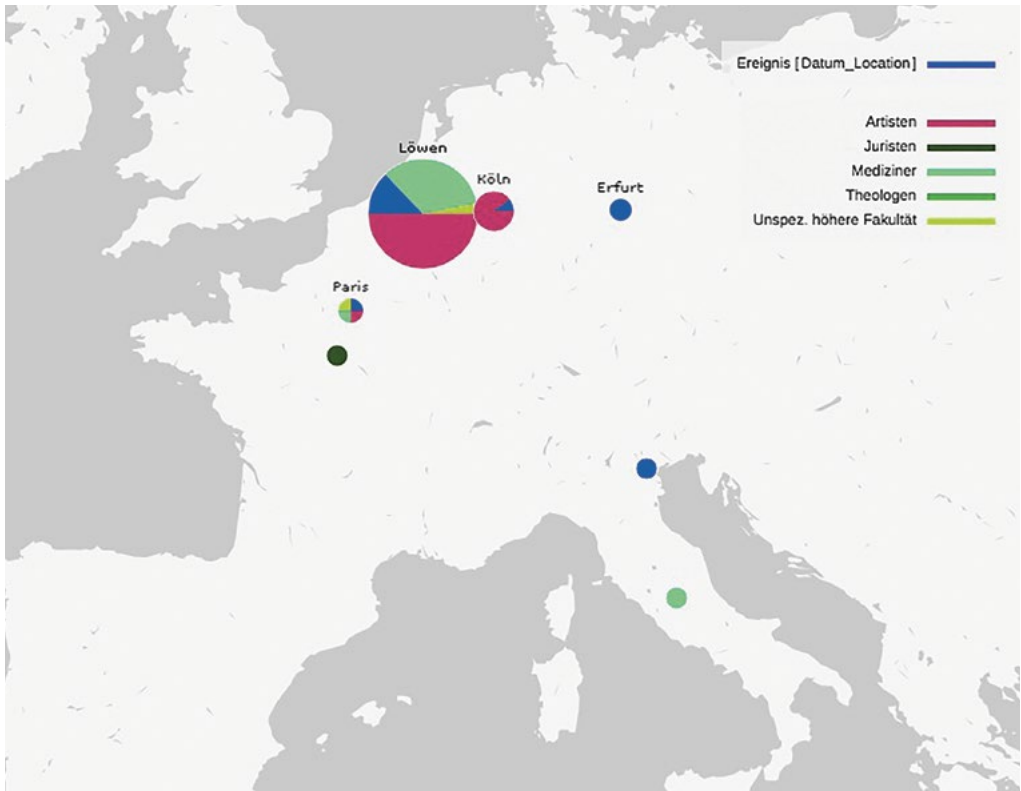 Ereignis [Datum_Location]
Artisten
Juristen
Mediziner
Theologen
Unspez. höhere Fakultät
Löwen
Köln
Erfurt
Paris